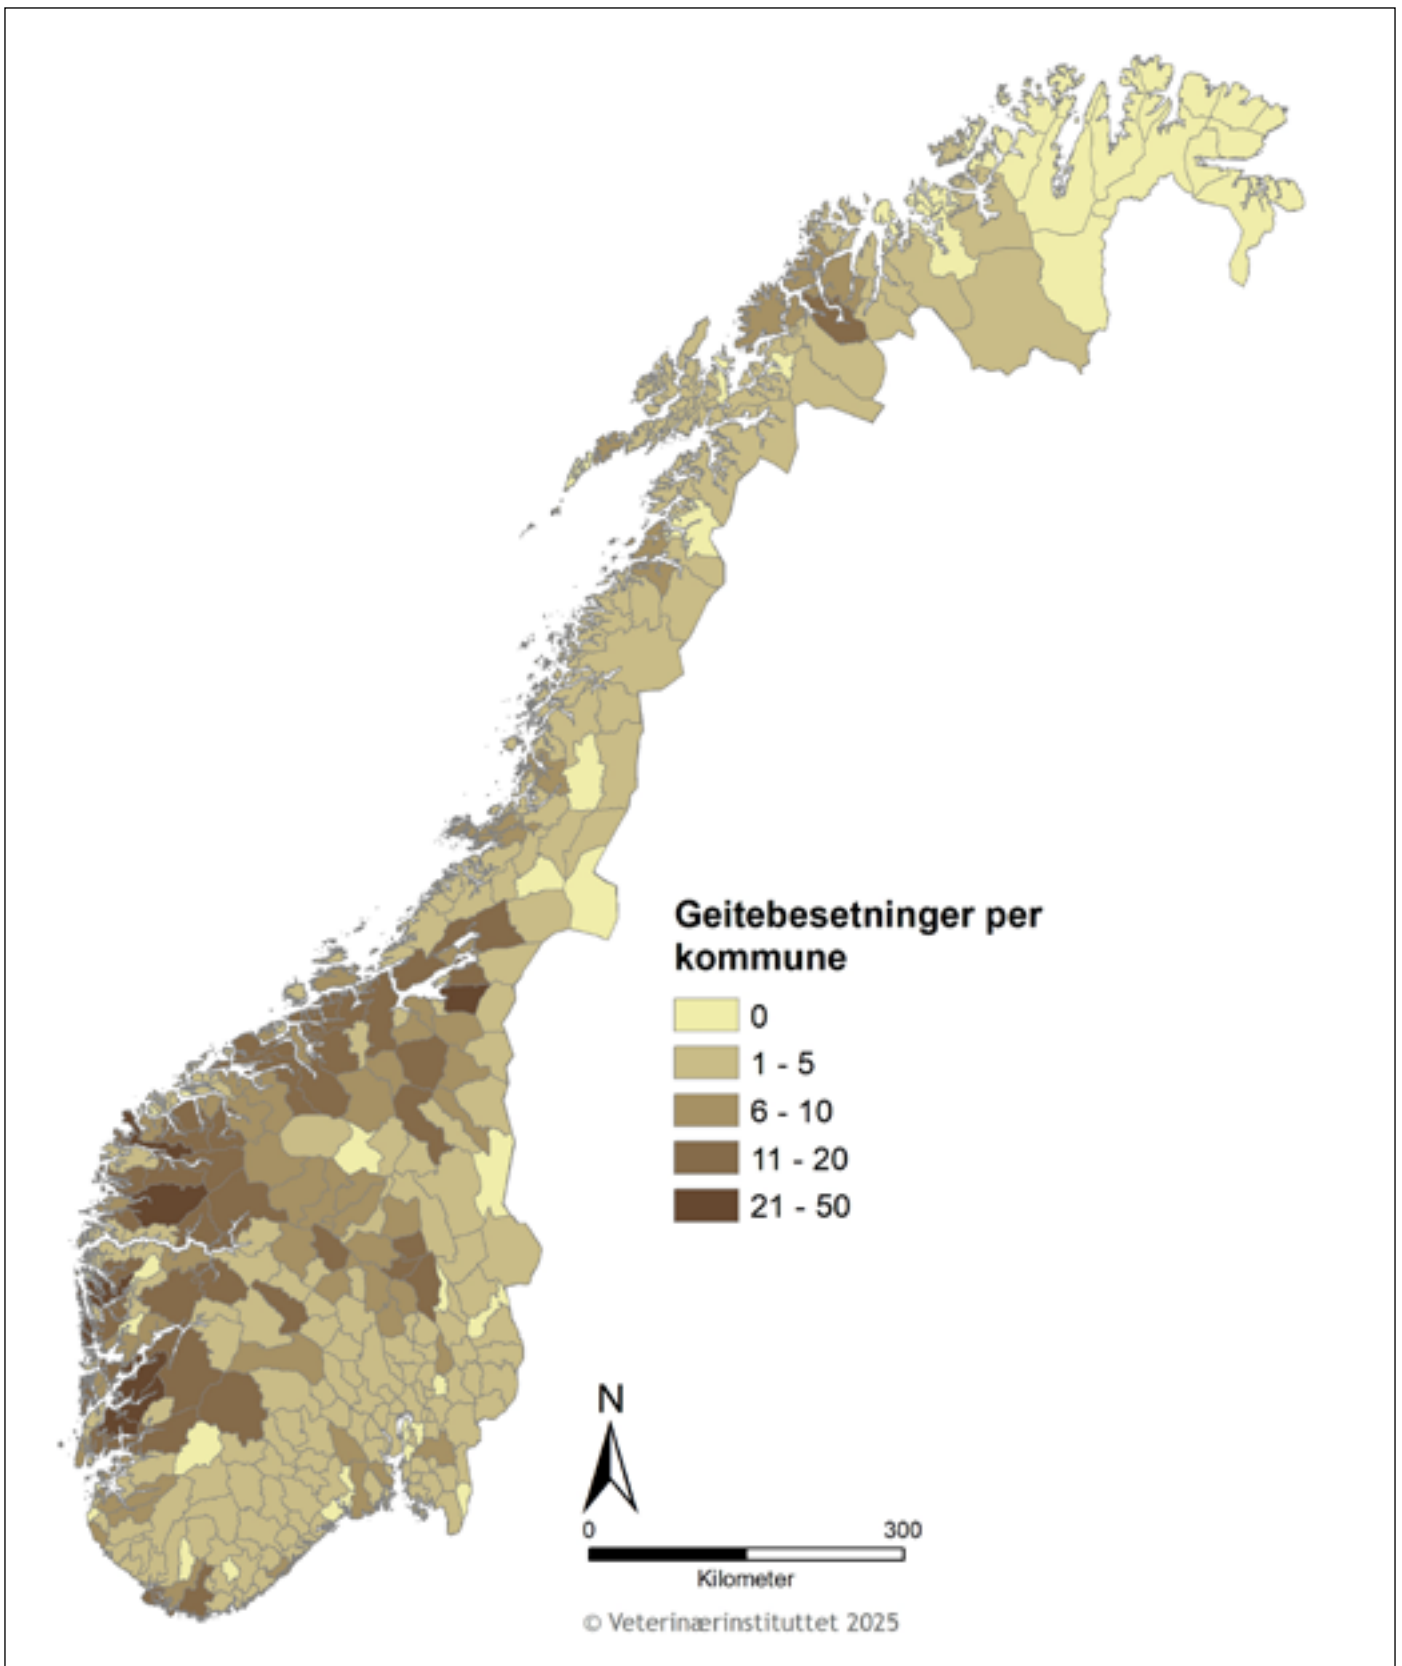 Geitebesetninger per
kommune
0
1 - 5
6 - 10
11 - 20
21 - 50
N
0 300
Kilometer
© Veterinærinstituttet 2025